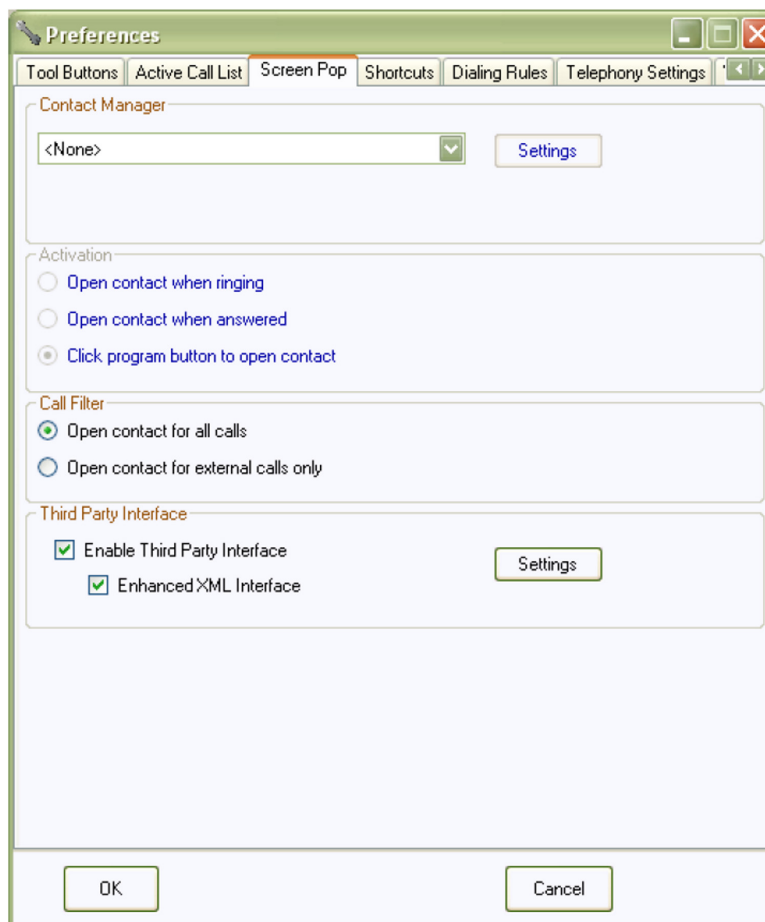 Preferences
Tool Buttons Active Call List Screen Pop Shortcuts Dialing Rules Telephony Settings
Contact Manager
<None> Settings
Activation
Open contact when ringing
Open contact when answered
Click program button to open contact
Call Filter
Open contact for all calls
Open contact for external calls only
Third Party Interface
Enable Third Party Interface Settings
Enhanced XML Interface
OK Cancel